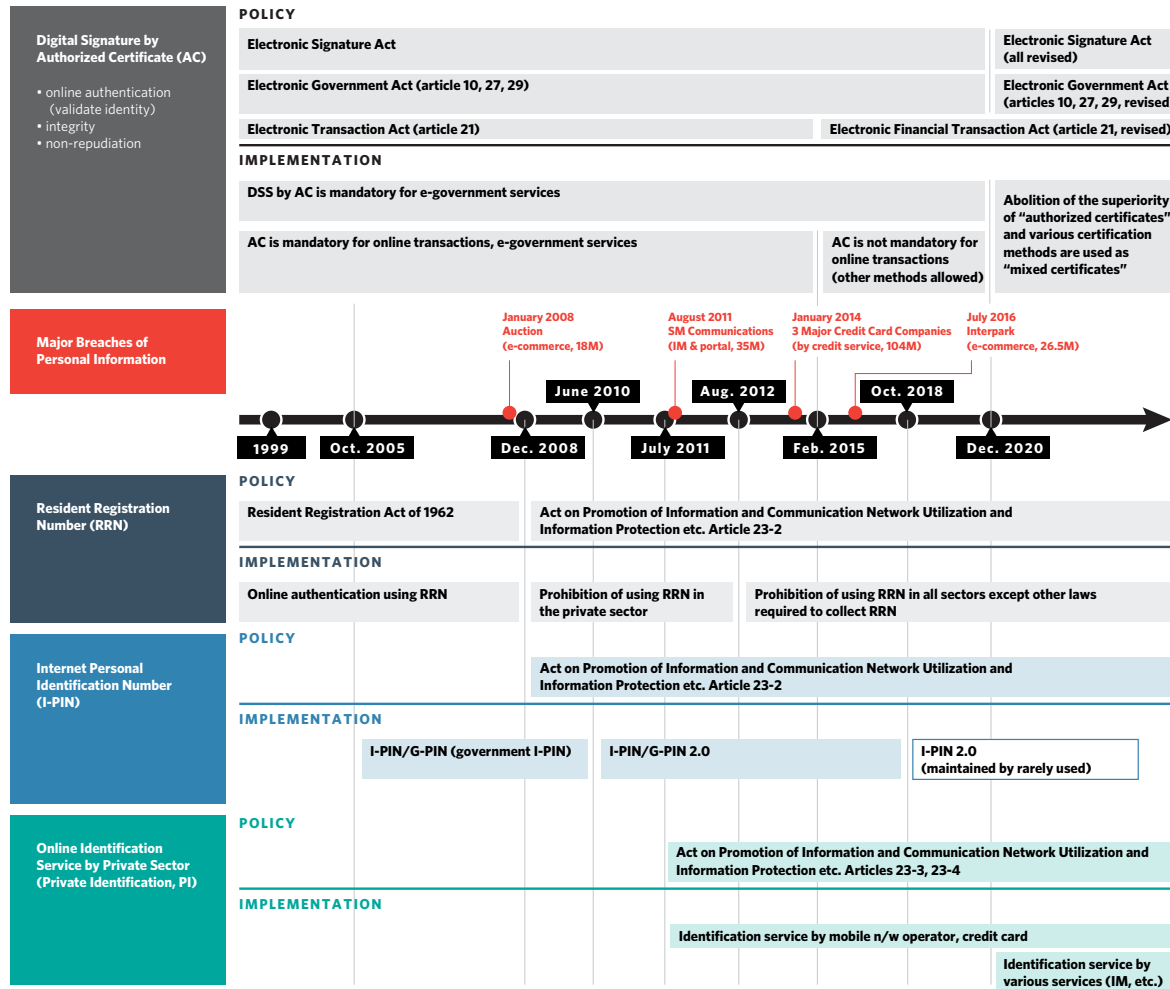 POLICY
Digital Signature by
Authorized Certificate (AC)
• online authentication
(validate identity)
• integrity
• non-repudiation
Electronic Signature Act
Electronic Signature Act
(all revised)
Electronic Government Act (article 10, 27, 29)
Electronic Government Act
(articles 10, 27, 29, revised
Electronic Transaction Act (article 21)
Electronic Financial Transaction Act (article 21, revised)
IMPLEMENTATION
DSS by AC is mandatory for e-government services
AC is mandatory for online transactions, e-government services
AC is not mandatory for
online transactions
(other methods allowed)
Abolition of the superiority
of “authorized certificates”
and various certification
methods are used as
“mixed certificates”
Major Breaches of
Personal Information
January 2008
Auction
(e-commerce, 18M)
August 2011
SM Communications
(IM & portal, 35M)
January 2014
3 Major Credit Card Companies
(by credit service, 104M)
July 2016
Interpark
(e-commerce, 26.5M)
June 2010
Aug. 2012
Oct. 2018
1999
Oct. 2005
Dec. 2008
July 2011
Feb. 2015
Dec. 2020
Resident Registration
Number (RRN)
POLICY
Resident Registration Act of 1962
Act on Promotion of Information and Communication Network Utilization and
Information Protection etc. Article 23-2
IMPLEMENTATION
Online authentication using RRN
Prohibition of using RRN in
the private sector
Prohibition of using RRN in all sectors except other laws
required to collect RRN
Internet Personal
Identification Number
(I-PIN)
POLICY
Act on Promotion of Information and Communication Network Utilization and
Information Protection etc. Article 23-2
IMPLEMENTATION
I-PIN/G-PIN (government I-PIN)
I-PIN/G-PIN 2.0
I-PIN 2.0
(maintained by rarely used)
Online Identification
Service by Private Sector
(Private Identification, PI)
POLICY
Act on Promotion of Information and Communication Network Utilization and
Information Protection etc. Articles 23-3, 23-4
IMPLEMENTATION
Identification service by mobile n/w operator, credit card
Identification service by
various services (IM, etc.)